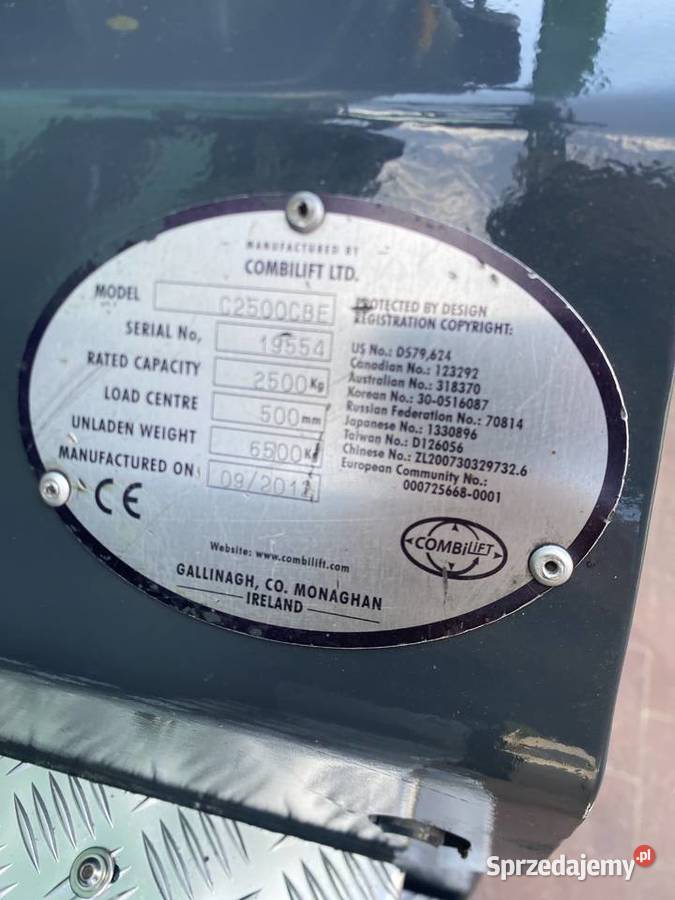 MANUFACTURED BY
COMBILIFT LTD.
MODEL C2500CBE
SERIAL No, 19554
RATED CAPACITY 2500Kg
LOAD CENTRE 500mm
UNLADEN WEIGHT 6500Kg
MANUFACTURED ON:
CE
PROTECTED BY DESIGN
REGISTRATION COPYRIGHT:
US No.: D579,624
Canadian No.: 123292
Australian No.: 318370
Korean No.: 30-0516087
Russian Federation No.: 70814
Japanese No.: 1330896
Taiwan No.: D126056
Chinese No.: ZL200730329732.6
European Community No.:
000725668-0001
COMBiLIFT
Website: www.combilift.com
GALLINAGH, CO. MONAGHAN
IRELAND
Sprzedajemy.pl